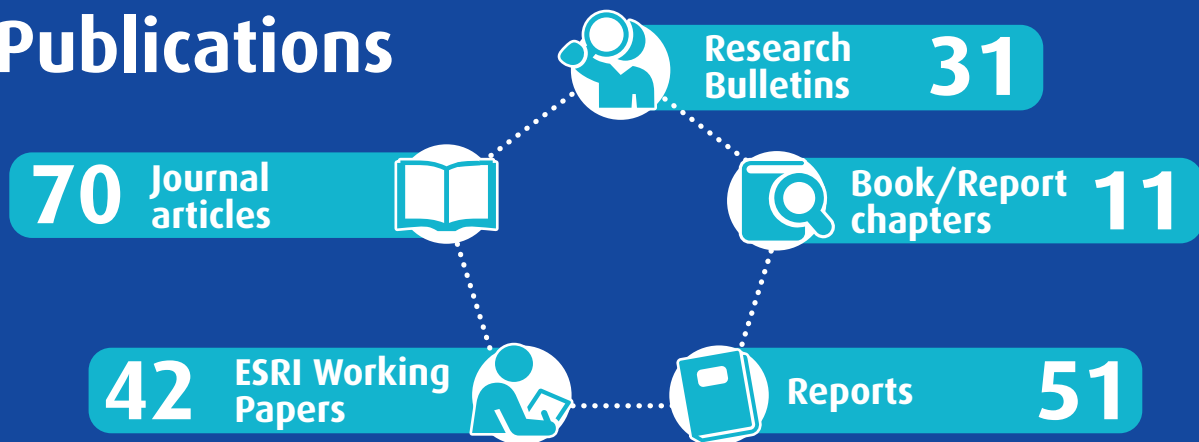 Publications
Research
Bulletins
31
70
Journal
articles
Book/Report
chapters
11
42
ESRI Working
Papers
Reports
51